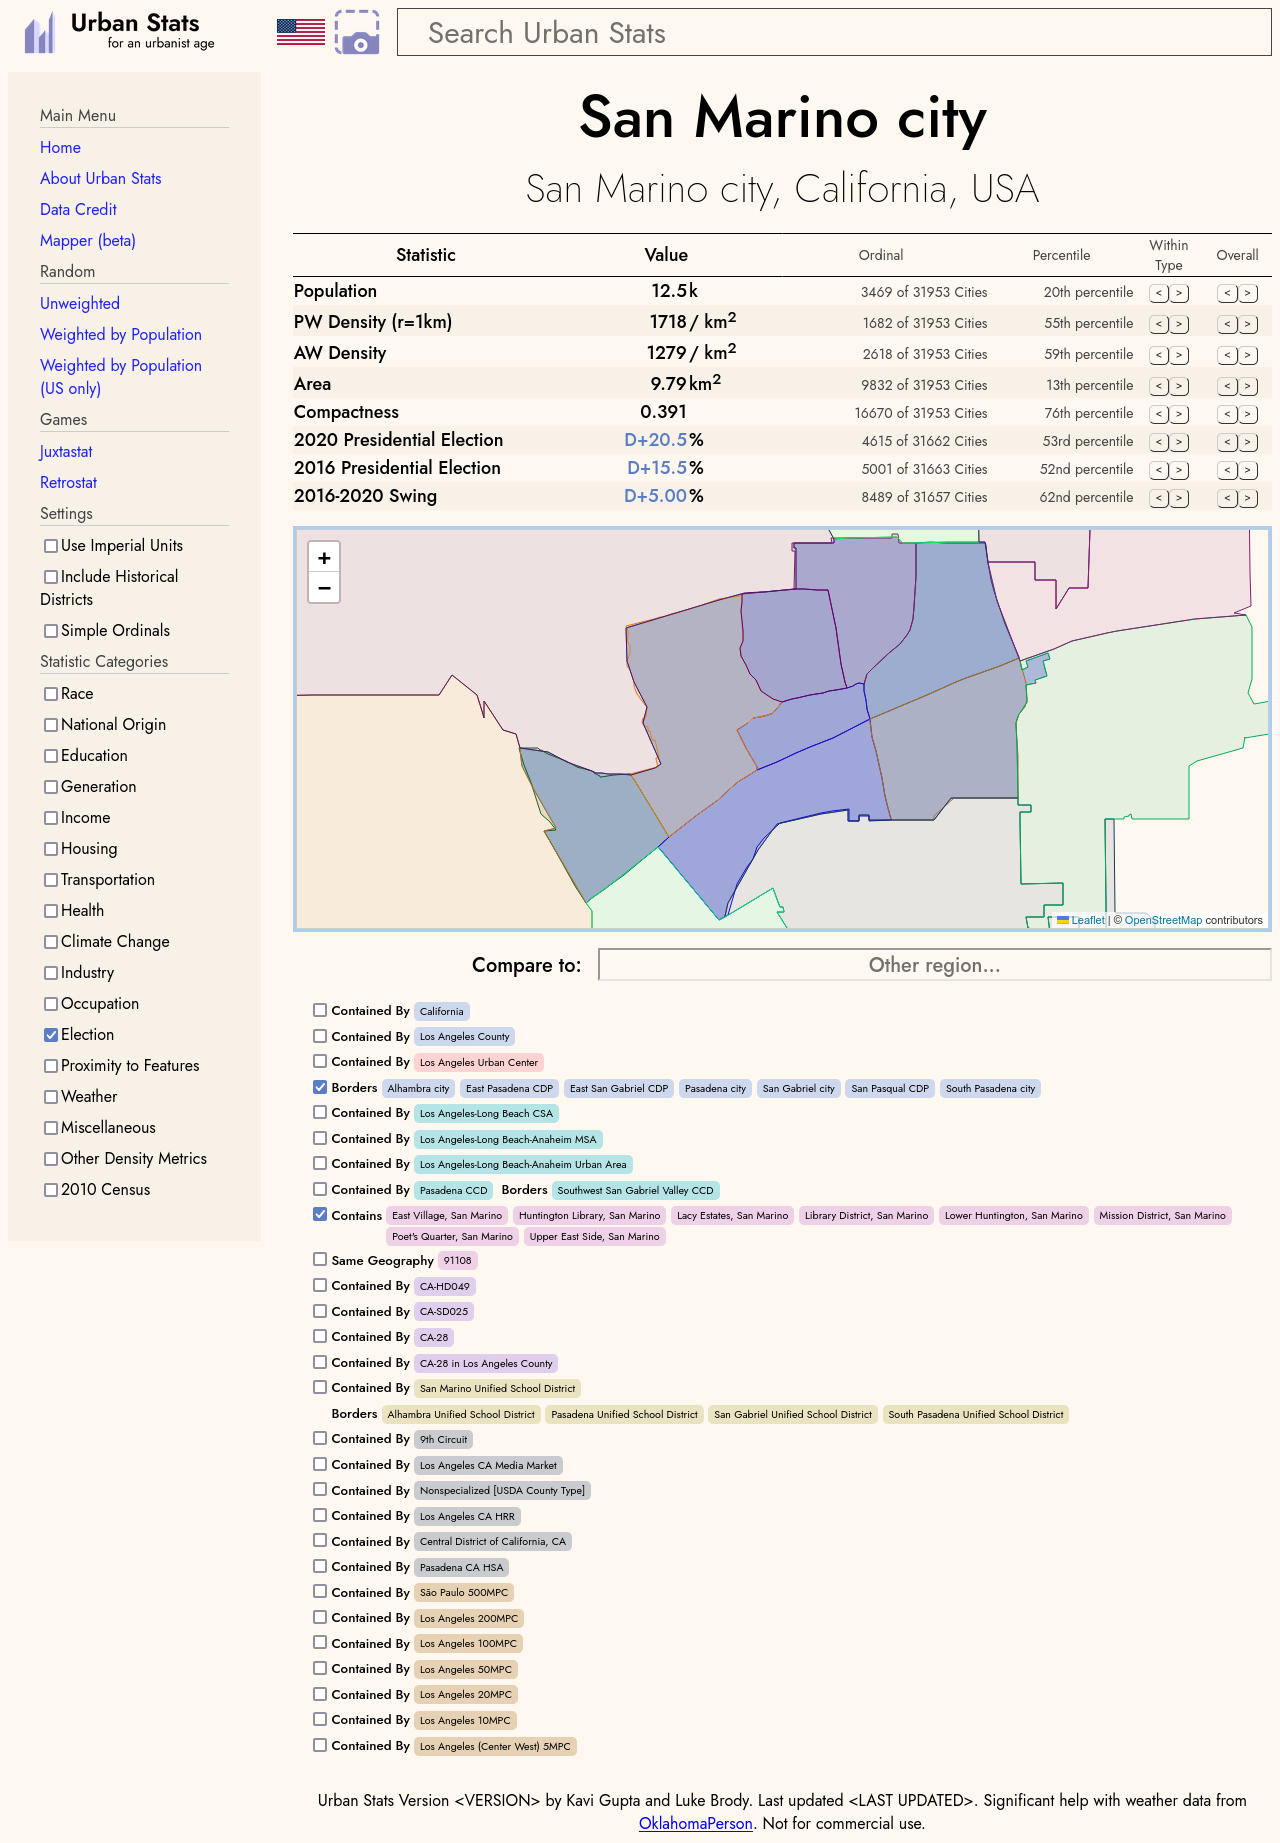 Urban Stats
for an urbanist age
Search Urban Stats
Main Menu
Home
About Urban Stats
Data Credit
Mapper (beta)
Random
Unweighted
Weighted by Population
Weighted by Population
(US only)
Games
Juxtastat
Retrostat
Settings
Use Imperial Units
Include Historical
Districts
Simple Ordinals
Statistic Categories
Race
National Origin
Education
Generation
Income
Housing
Transportation
Health
Climate Change
Industry
Occupation
Election
Proximity to Features
Weather
Miscellaneous
Other Density Metrics
2010 Census
San Marino city
San Marino city, California, USA
Statistic Value Ordinal Percentile Within Type Overall
Population 12.5k 3469 of 31953 Cities 20th percentile < > < >
PW Density (r=1km) 1718 / km² 1682 of 31953 Cities 55th percentile < > < >
AW Density 1279 / km² 2618 of 31953 Cities 59th percentile < > < >
Area 9.79 km² 9832 of 31953 Cities 13th percentile < > < >
Compactness 0.391 16670 of 31953 Cities 76th percentile < > < >
2020 Presidential Election D+20.5% 4615 of 31662 Cities 53rd percentile < > < >
2016 Presidential Election D+15.5% 5001 of 31663 Cities 52nd percentile < > < >
2016-2020 Swing D+5.00% 8489 of 31657 Cities 62nd percentile < > < >
+
−
Leaflet | © OpenStreetMap contributors
Compare to: Other region...
Contained By California
Contained By Los Angeles County
Contained By Los Angeles Urban Center
Borders Alhambra city East Pasadena CDP East San Gabriel CDP Pasadena city San Gabriel city San Pasqual CDP South Pasadena city
Contained By Los Angeles-Long Beach CSA
Contained By Los Angeles-Long Beach-Anaheim MSA
Contained By Los Angeles-Long Beach-Anaheim Urban Area
Contained By Pasadena CCD Borders Southwest San Gabriel Valley CCD
Contains East Village, San Marino Huntington Library, San Marino Lacy Estates, San Marino Library District, San Marino Lower Huntington, San Marino Mission District, San Marino
Poet's Quarter, San Marino Upper East Side, San Marino
Same Geography 91108
Contained By CA-HD049
Contained By CA-SD025
Contained By CA-28
Contained By CA-28 in Los Angeles County
Contained By San Marino Unified School District
Borders Alhambra Unified School District Pasadena Unified School District San Gabriel Unified School District South Pasadena Unified School District
Contained By 9th Circuit
Contained By Los Angeles CA Media Market
Contained By Nonspecialized [USDA County Type]
Contained By Los Angeles CA HRR
Contained By Central District of California, CA
Contained By Pasadena CA HSA
Contained By São Paulo 500MPC
Contained By Los Angeles 200MPC
Contained By Los Angeles 100MPC
Contained By Los Angeles 50MPC
Contained By Los Angeles 20MPC
Contained By Los Angeles 10MPC
Contained By Los Angeles (Center West) 5MPC
Urban Stats Version <VERSION> by Kavi Gupta and Luke Brody. Last updated <LAST UPDATED>. Significant help with weather data from
OklahomaPerson. Not for commercial use.